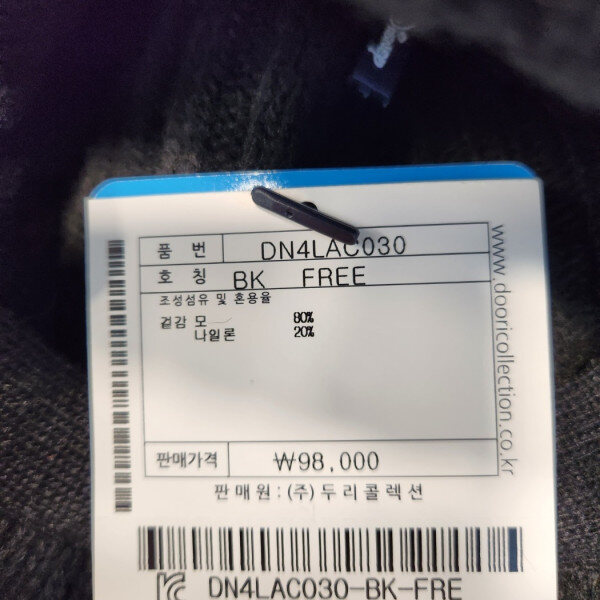 품 번 DN4LAC030
호 칭 BK FREE
조성섬유 및 혼용율
겉감 모 80%
나일론 20%
판매가격 ₩98,000
판매원 : (주)두리콜렉션
DN4LAC030-BK-FRE
www.dooricollection.co.kr